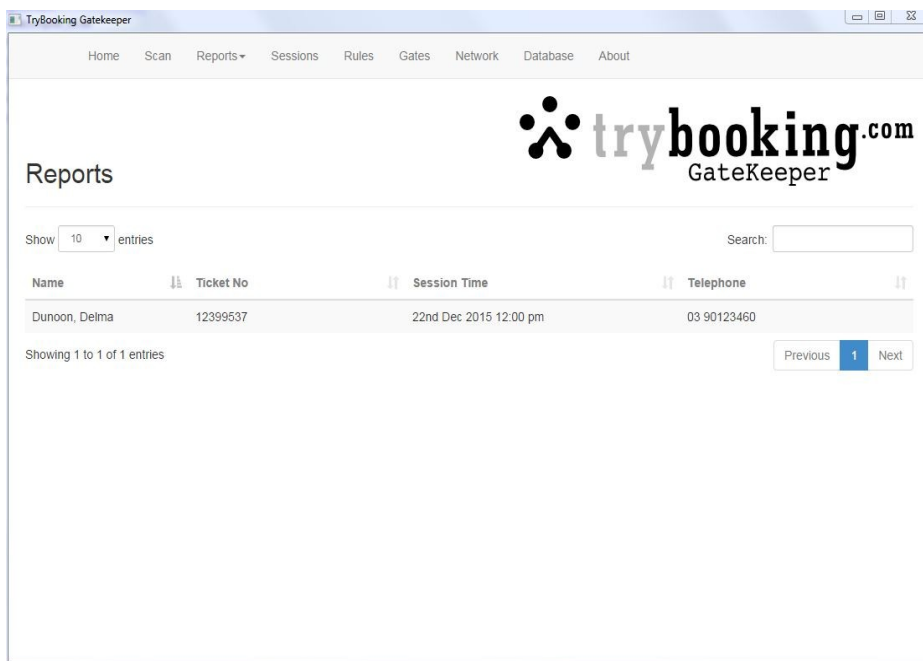 TryBooking Gatekeeper
Home Scan Reports Sessions Rules Gates Network Database About
trybooking.com
GateKeeper
Reports
Show 10 entries Search:
Name Ticket No Session Time Telephone
Dunoon, Delma 12399537 22nd Dec 2015 12:00 pm 03 90123460
Showing 1 to 1 of 1 entries Previous 1 Next